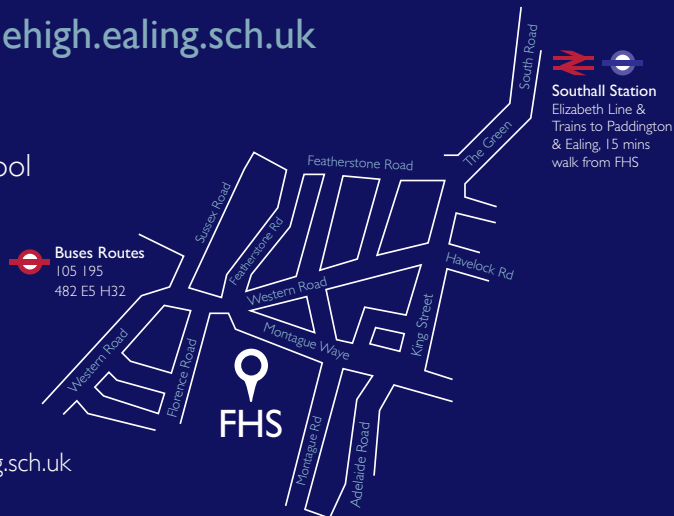 ehigh.ealing.sch.uk
South Road
Southall Station
Elizabeth Line &
Trains to Paddington
& Ealing, 15 mins
walk from FHS
The Green
ool
Featherstone Road
Sussex Road
Featherstone Rd
Buses Routes
105 195
482 E5 H32
Havelock Rd
Western Road
King Street
Montague Waye
Western Road
Florence Road
FHS
Montague Rd
Adelaide Road
g.sch.uk